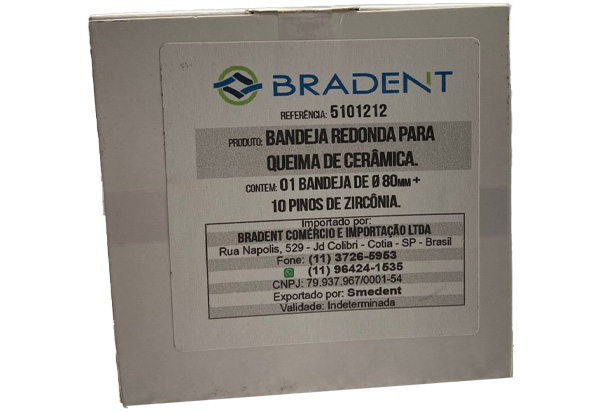 BRADENT
REFERÊNCIA: 5101212
PRODUTO: BANDEJA REDONDA PARA
QUEIMA DE CERÂMICA.
CONTEM: 01 BANDEJA DE Ø 80MM +
10 PINOS DE ZIRCÔNIA.
Importado por:
BRADENT COMÉRCIO E IMPORTAÇÃO LTDA
Rua Napolis, 529 - Jd Colibri - Cotia - SP - Brasil
Fone: (11) 3726-5953
(11) 96424-1535
CNPJ: 79.937.967/0001-54
Exportado por: Smedent
Validade: Indeterminada